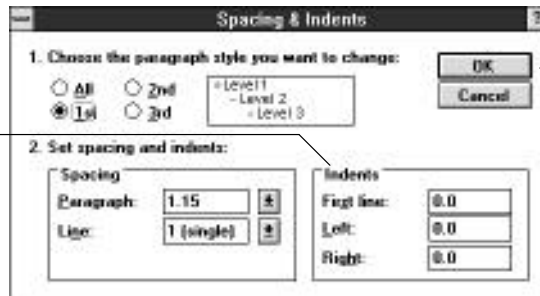 Spacing & Indents
1. Choose the paragraph style you want to change:
All
2nd
1st
3rd
+Level 1
- Level 2
- Level 3
OK
Cancel
2. Set spacing and indents:
Spacing
Paragraph: 1.15
Line: 1 (single)
Indents
First line: 0.0
Left: 0.0
Right: 0.0